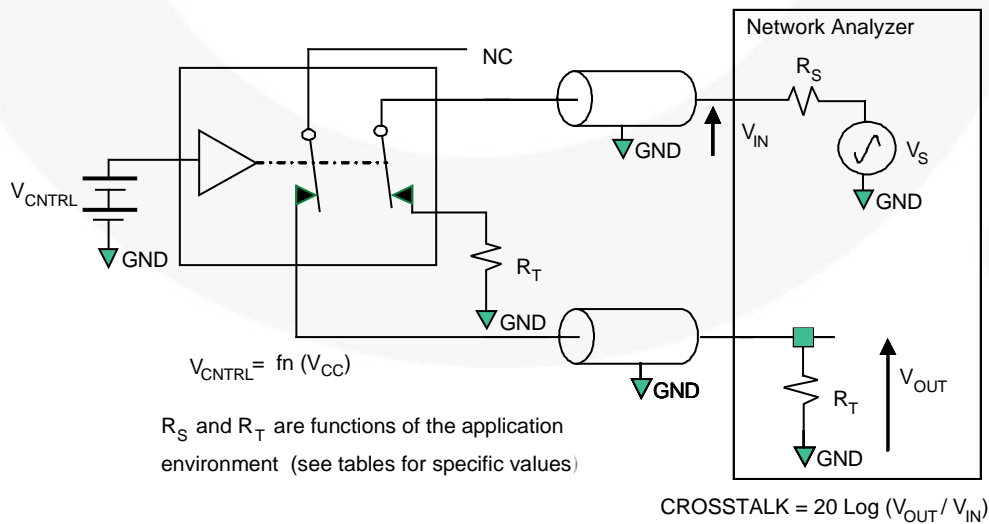 Network Analyzer
NC
R_S
V_IN
V_S
GND
GND
V_CNTRL
GND
R_T
GND
V_CNTRL = fn (V_CC)
GND
R_T
V_OUT
GND
R_S and R_T are functions of the application
environment (see tables for specific values)
CROSSTALK = 20 Log (V_OUT / V_IN)